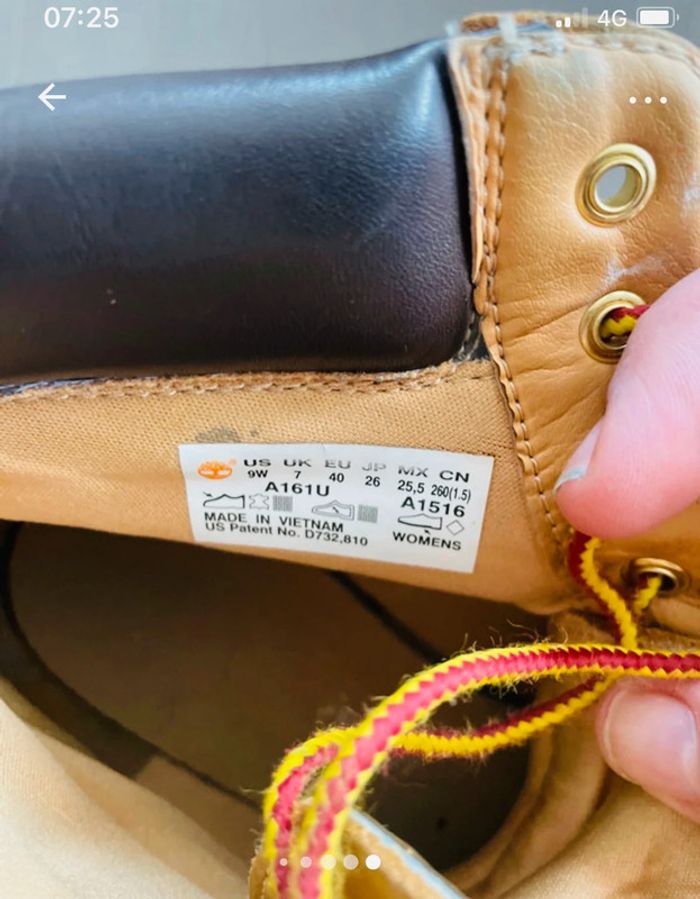 07:25 4G
US UK EU JP MX CN
9W 7 40 26 25,5 260(1.5)
A161U A1516
MADE IN VIETNAM
US Patent No. D732,810
WOMENS